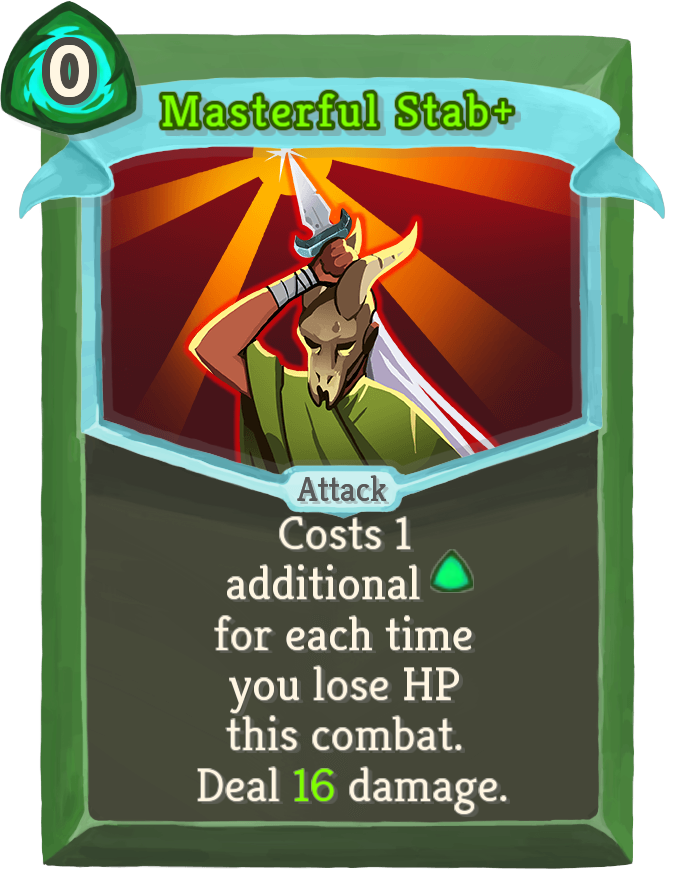 0
Masterful Stab+
Attack
Costs 1
additional
for each time
you lose HP
this combat.
Deal 16 damage.